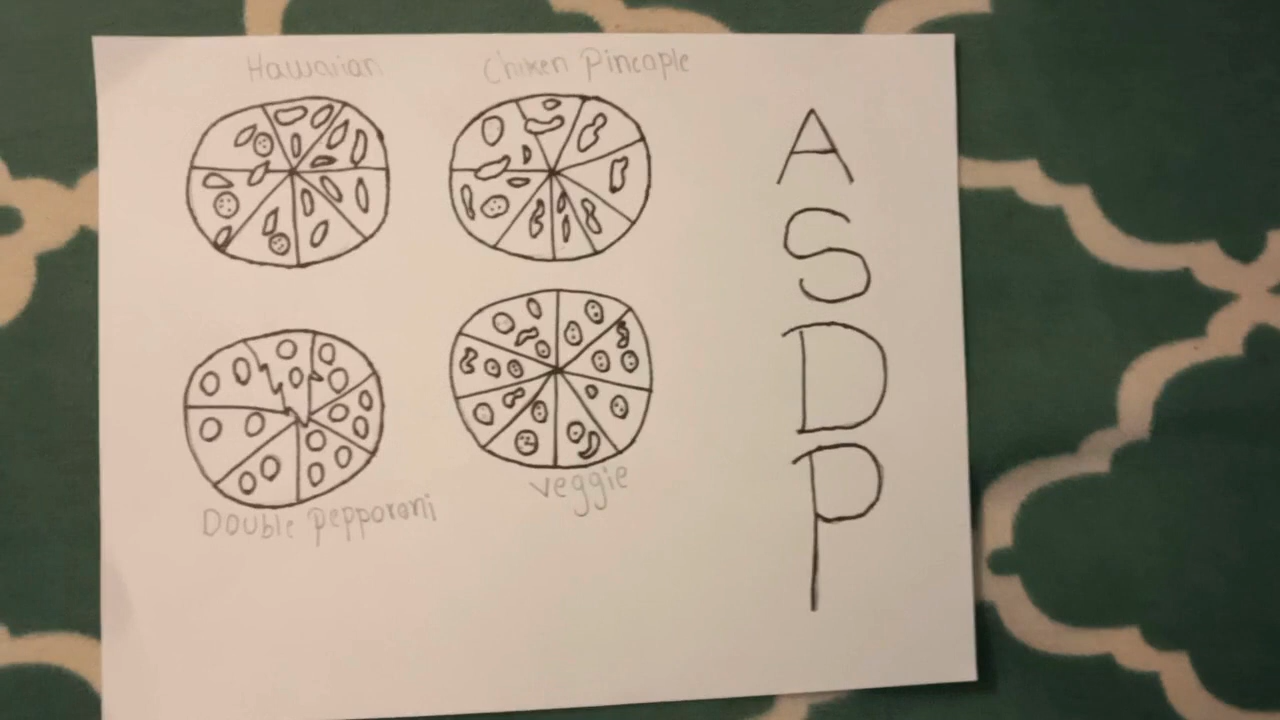 Hawaiian
Chiken Pineaple
Double pepporoni
veggie
A
S
D
P